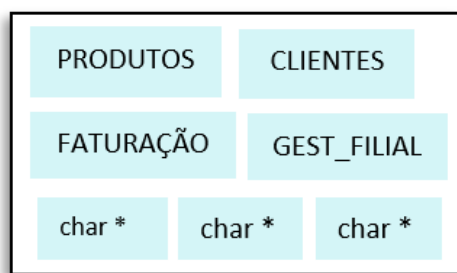 PRODUTOS CLIENTES
FATURAÇÃO GEST_FILIAL
char * char * char *